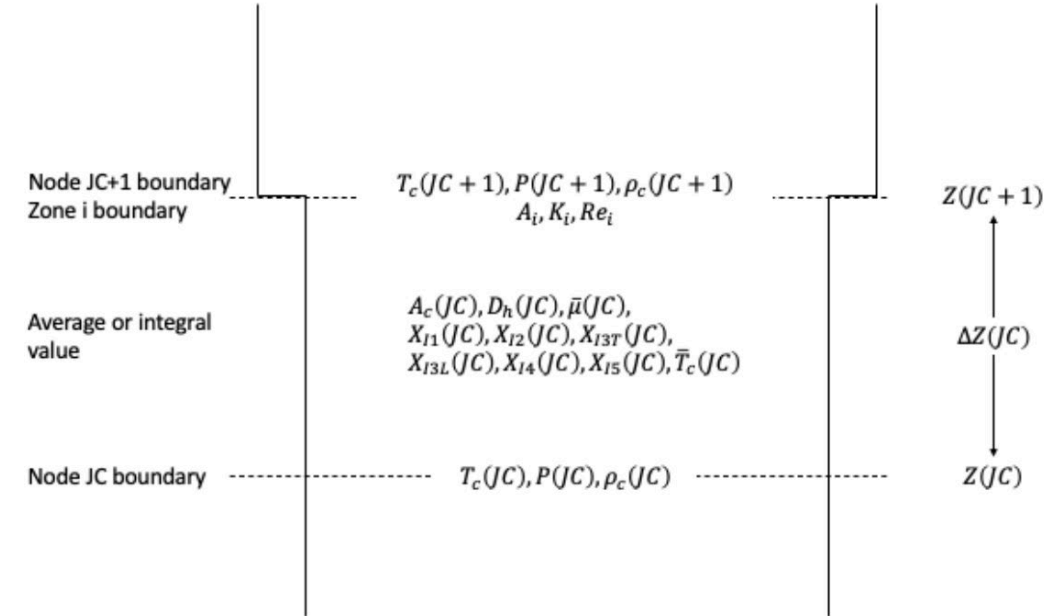 Node JC+1 boundary
Zone i boundary
T_c(JC + 1), P(JC + 1), ρ_c(JC + 1)
A_i, K_i, Re_i
Z(JC + 1)
Average or integral
value
A_c(JC), D_h(JC), μ̄(JC),
X_I1(JC), X_I2(JC), X_I3T(JC),
X_I3L(JC), X_I4(JC), X_I5(JC), T̄_c(JC)
ΔZ(JC)
Node JC boundary
T_c(JC), P(JC), ρ_c(JC)
Z(JC)